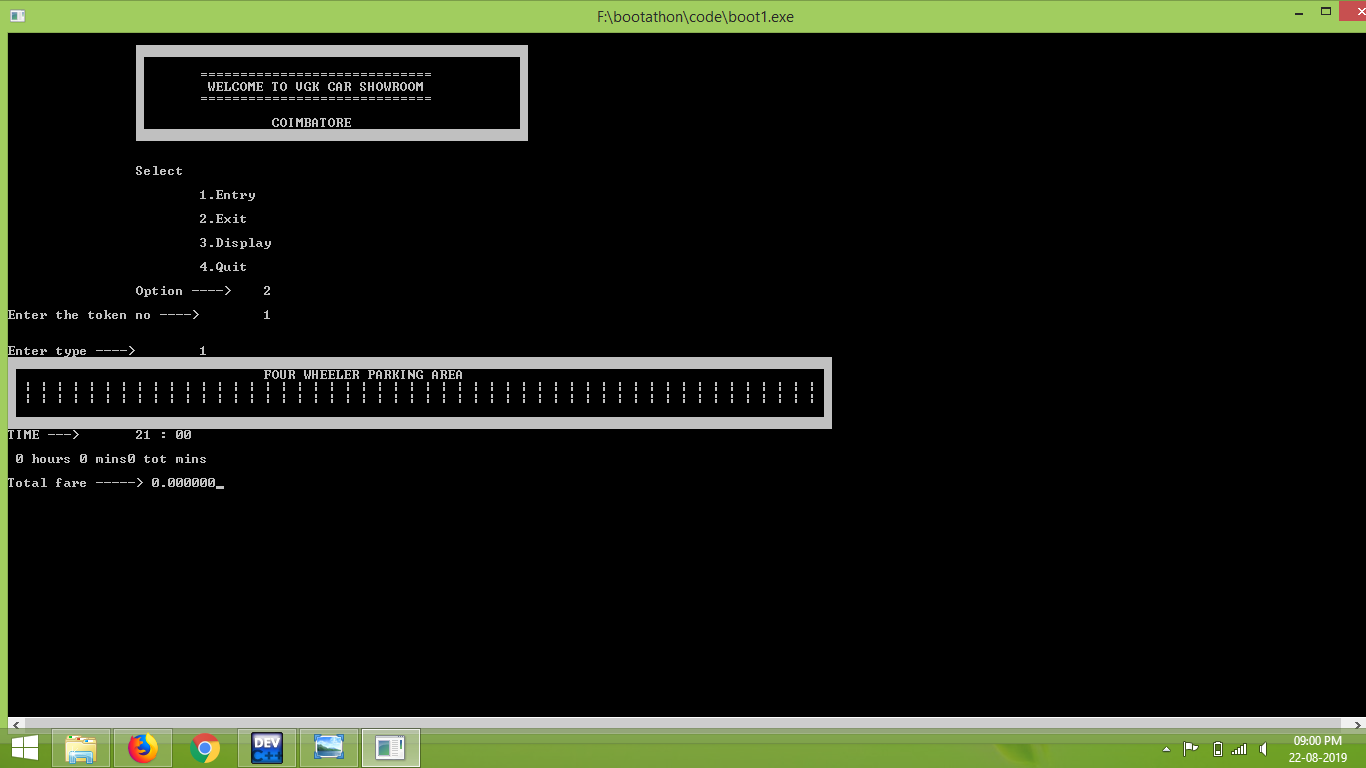 F:\bootathon\code\boot1.exe
=============================
WELCOME TO VGK CAR SHOWROOM
=============================
COIMBATORE
Select
1.Entry
2.Exit
3.Display
4.Quit
Option ----> 2
Enter the token no ----> 1
Enter type ----> 1
FOUR WHEELER PARKING AREA
TIME ---> 21 : 00
0 hours 0 mins0 tot mins
Total fare -----> 0.000000_
DEV
C++
09:00 PM
22-08-2019